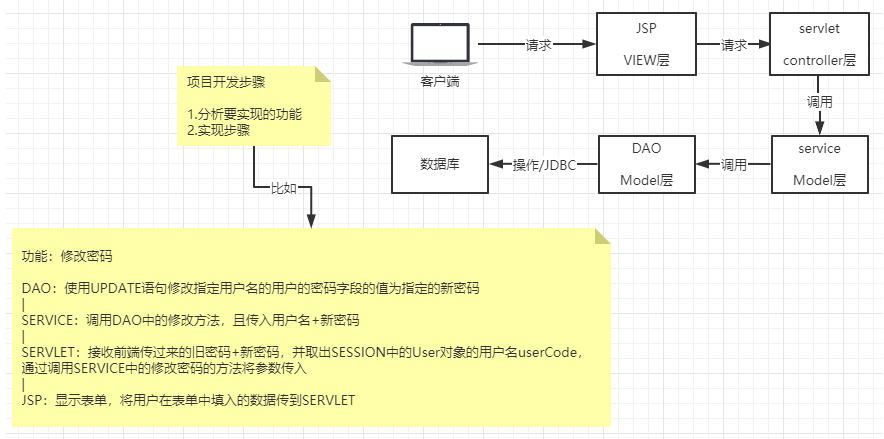 JSP
VIEW层
servlet
controller层
请求
请求
客户端
调用
项目开发步骤
1.分析要实现的功能
2.实现步骤
数据库
操作/JDBC
DAO
Model层
调用
service
Model层
比如
功能：修改密码
DAO：使用UPDATE语句修改指定用户名的用户的密码字段的值为指定的新密码
|
SERVICE：调用DAO中的修改方法，且传入用户名+新密码
|
SERVLET：接收前端传过来的旧密码+新密码，并取出SESSION中的User对象的用户名userCode，
通过调用SERVICE中的修改密码的方法将参数传入
|
JSP：显示表单，将用户在表单中填入的数据传到SERVLET